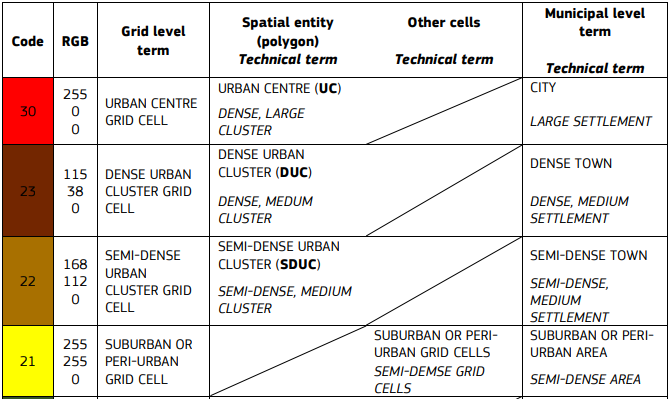 Code
RGB
Grid level
term
Spatial entity
(polygon)
Technical term
Other cells
Technical term
Municipal level
term
Technical term
30
255
0
0
URBAN CENTRE
GRID CELL
URBAN CENTRE (UC)
DENSE, LARGE
CLUSTER
CITY
LARGE SETTLEMENT
23
115
38
0
DENSE URBAN
CLUSTER GRID
CELL
DENSE URBAN
CLUSTER (DUC)
DENSE, MEDUM
CLUSTER
DENSE TOWN
DENSE, MEDIUM
SETTLEMENT
22
168
112
0
SEMI-DENSE
URBAN
CLUSTER GRID
CELL
SEMI-DENSE URBAN
CLUSTER (SDUC)
SEMI-DENSE, MEDIUM
CLUSTER
SEMI-DENSE TOWN
SEMI-DENSE,
MEDIUM
SETTLEMENT
21
255
255
0
SUBURBAN OR
PERI-URBAN
GRID CELL
SUBURBAN OR PERI-
URBAN GRID CELLS
SEMI-DEMSE GRID
CELLS
SUBURBAN OR PERI-
URBAN AREA
SEMI-DENSE AREA